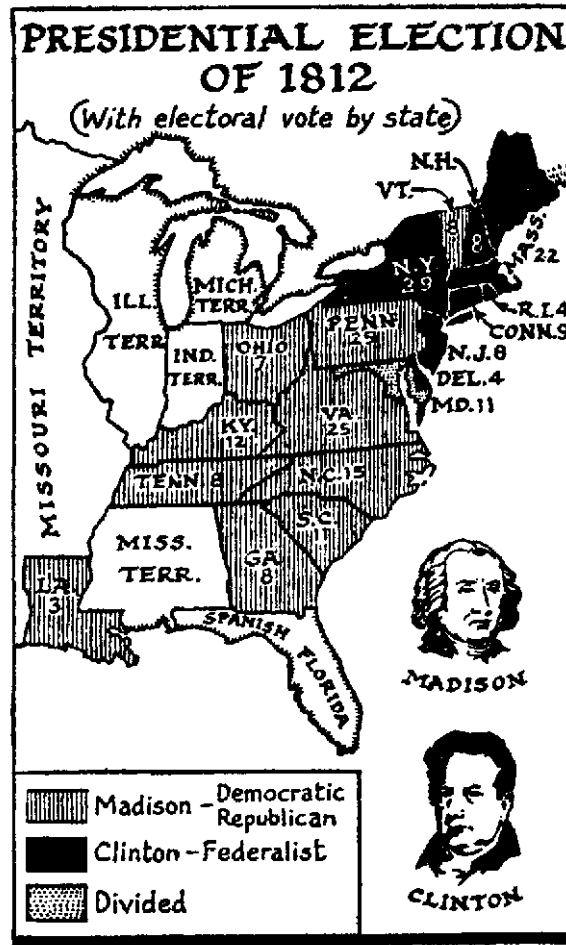 PRESIDENTIAL ELECTION
OF 1812
(With electoral vote by state)
N.H.
VT.
8
8
MASS.
22
N.Y.
29
R.I.4
CONN.9
MICH.
TERR.
ILL.
TERR.
IND.
TERR.
OHIO
7
PENN
25
N.J.8
DEL.4
MD.11
MISSOURI TERRITORY
KY.
12
VA.
25
TENN 8
N.C.15
S.C.
11
MISS.
TERR.
GA
8
LA.
3
SPANISH
FLORIDA
MADISON
CLINTON
Madison - Democratic
Republican
Clinton - Federalist
Divided